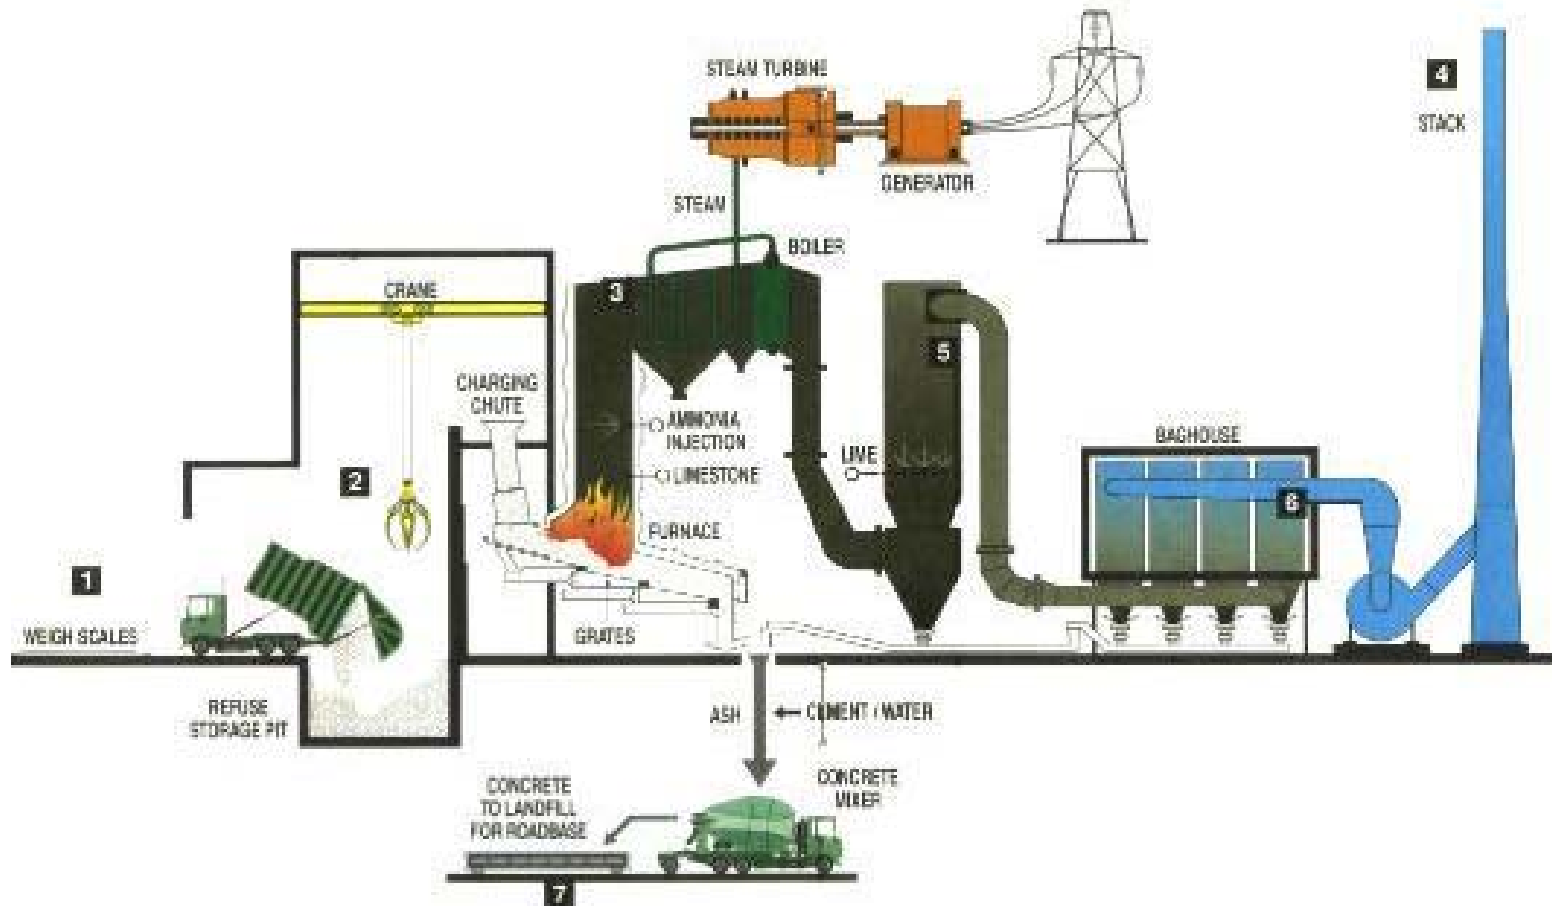 STEAM TURBINE
4
STACK
GENERATOR
STEAM
BOILER
CRANE
3
5
CHARGING
CHUTE
AMMONIA
INJECTION
LIMESTONE
LIME
BAGHOUSE
2
6
FURNACE
1
WEIGH SCALES
GRATES
REFUSE
STORAGE PIT
ASH
CEMENT / WATER
CONCRETE
MIXER
CONCRETE
TO LANDFILL
FOR ROADBASE
7